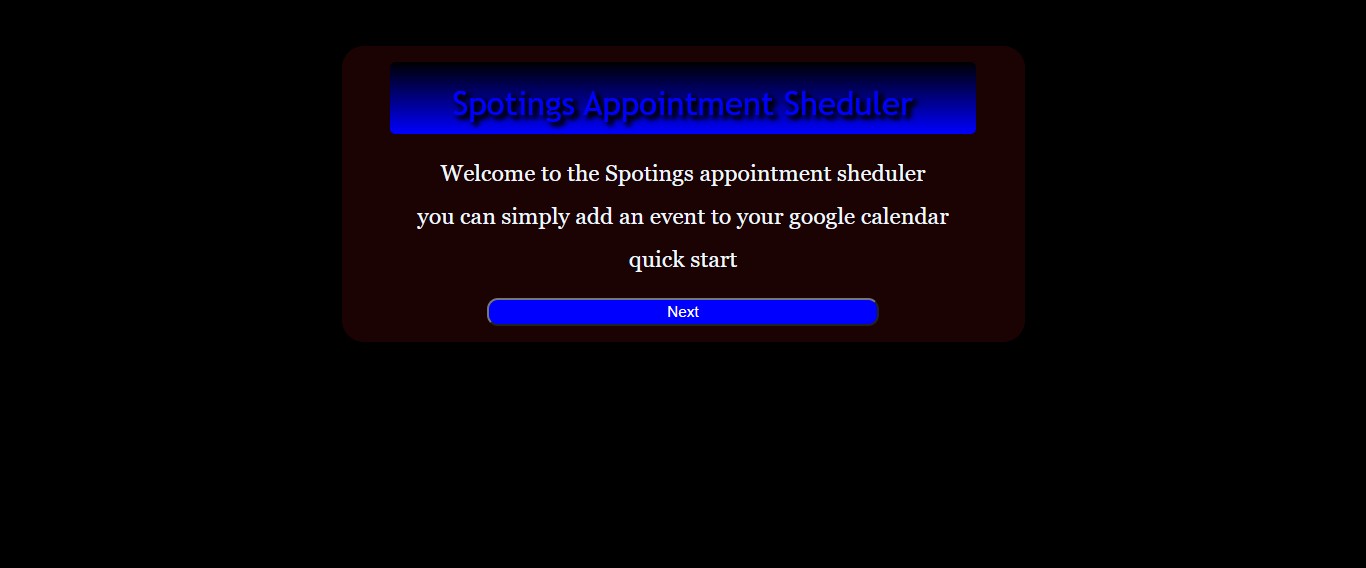 Spotings Appointment Sheduler
Welcome to the Spotings appointment sheduler
you can simply add an event to your google calendar
quick start
Next